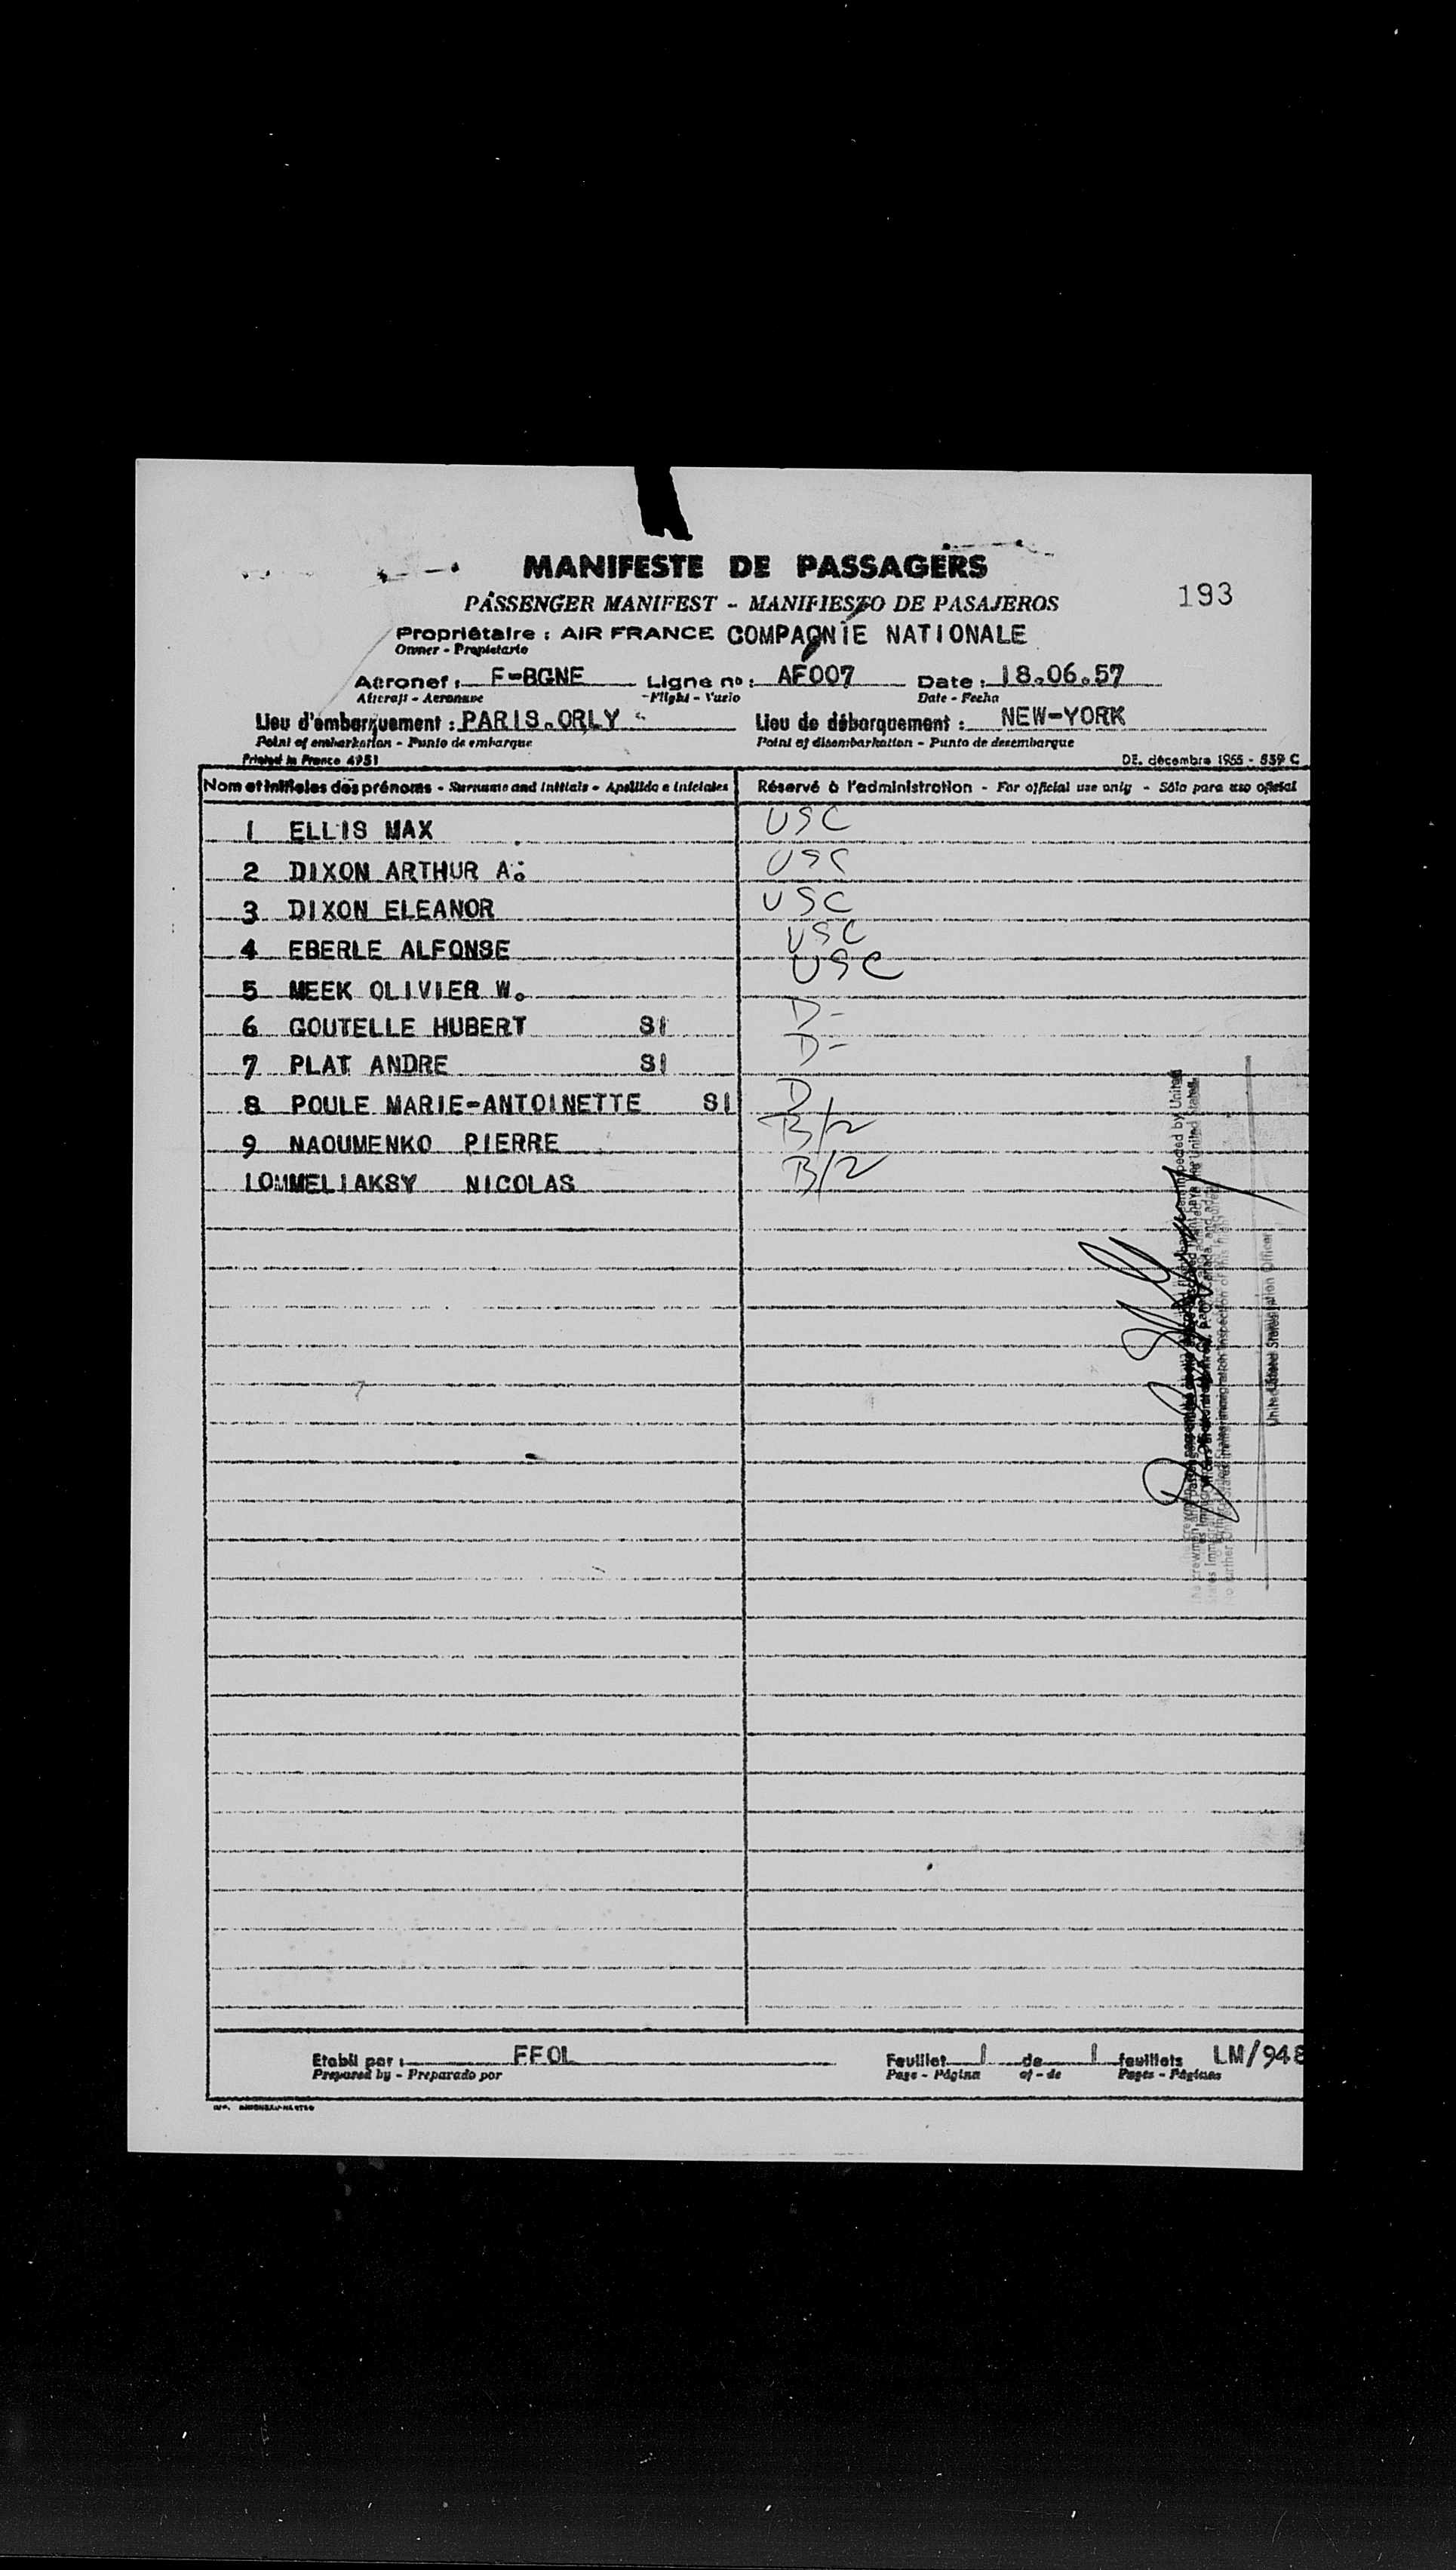 MANIFESTE DE PASSAGERS
193
PASSENGER MANIFEST - MANIFIESTO DE PASAJEROS
Propriétaire : AIR FRANCE COMPAGNIE NATIONALE
Owner - Propietario
Aéronef : F-BGNE Ligne no : AF007 Date : 18.06.57
Aircraft - Aeronave Flight - Vuelo Date - Fecha
Lieu d'embarquement : PARIS.ORLY Lieu de débarquement : NEW-YORK
Point of embarkation - Punto de embarque Point of disembarkation - Punto de desembarque
Printed in France 4951 DE. décembre 1955 - 539 C
Nom et initiales des prénoms - Surname and initials - Apellido e iniciales Réservé à l'administration - For official use only - Sólo para uso oficial
1 ELLIS MAX USC
2 DIXON ARTHUR A. USC
3 DIXON ELEANOR USC
4 EBERLE ALFONSE USC
5 MEEK OLIVIER W. USC
6 GOUTELLE HUBERT SI D-
7 PLAT ANDRE SI D-
8 POULE MARIE-ANTOINETTE SI D
9 NAOUMENKO PIERRE B/2
10 MMELIAKSY NICOLAS B/2
United States Immigration Officer
Etabli par : FFOL Feuillet 1 de 1 feuillets LM/948
Prepared by - Preparado por Page - Página of - de Pages - Páginas